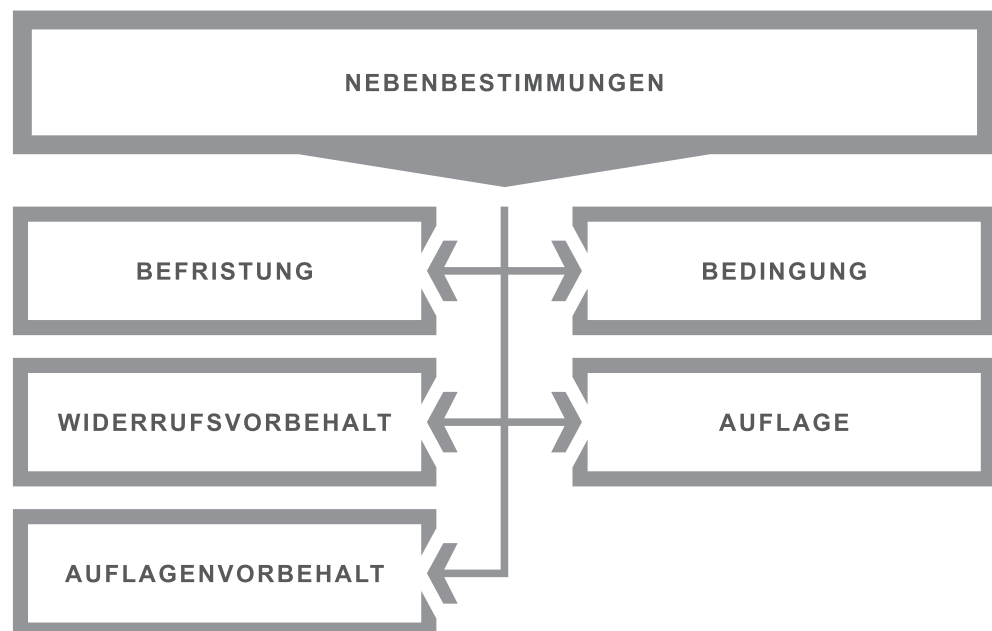 NEBENBESTIMMUNGEN
BEFRISTUNG
BEDINGUNG
WIDERRUFSVORBEHALT
AUFLAGE
AUFLAGENVORBEHALT